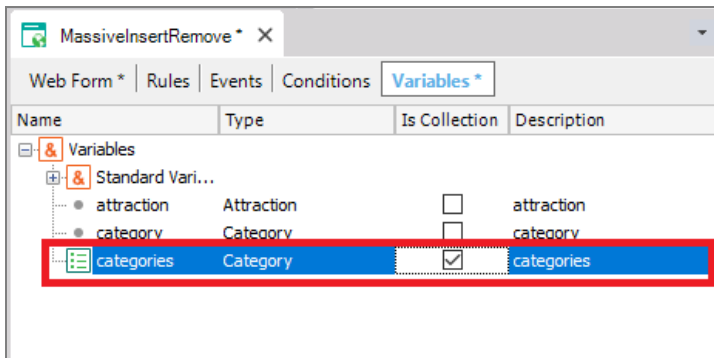 MassiveInsertRemove *
Web Form * Rules Events Conditions Variables *
Name Type Is Collection Description
& Variables
& Standard Vari...
attraction Attraction attraction
category Category category
categories Category categories